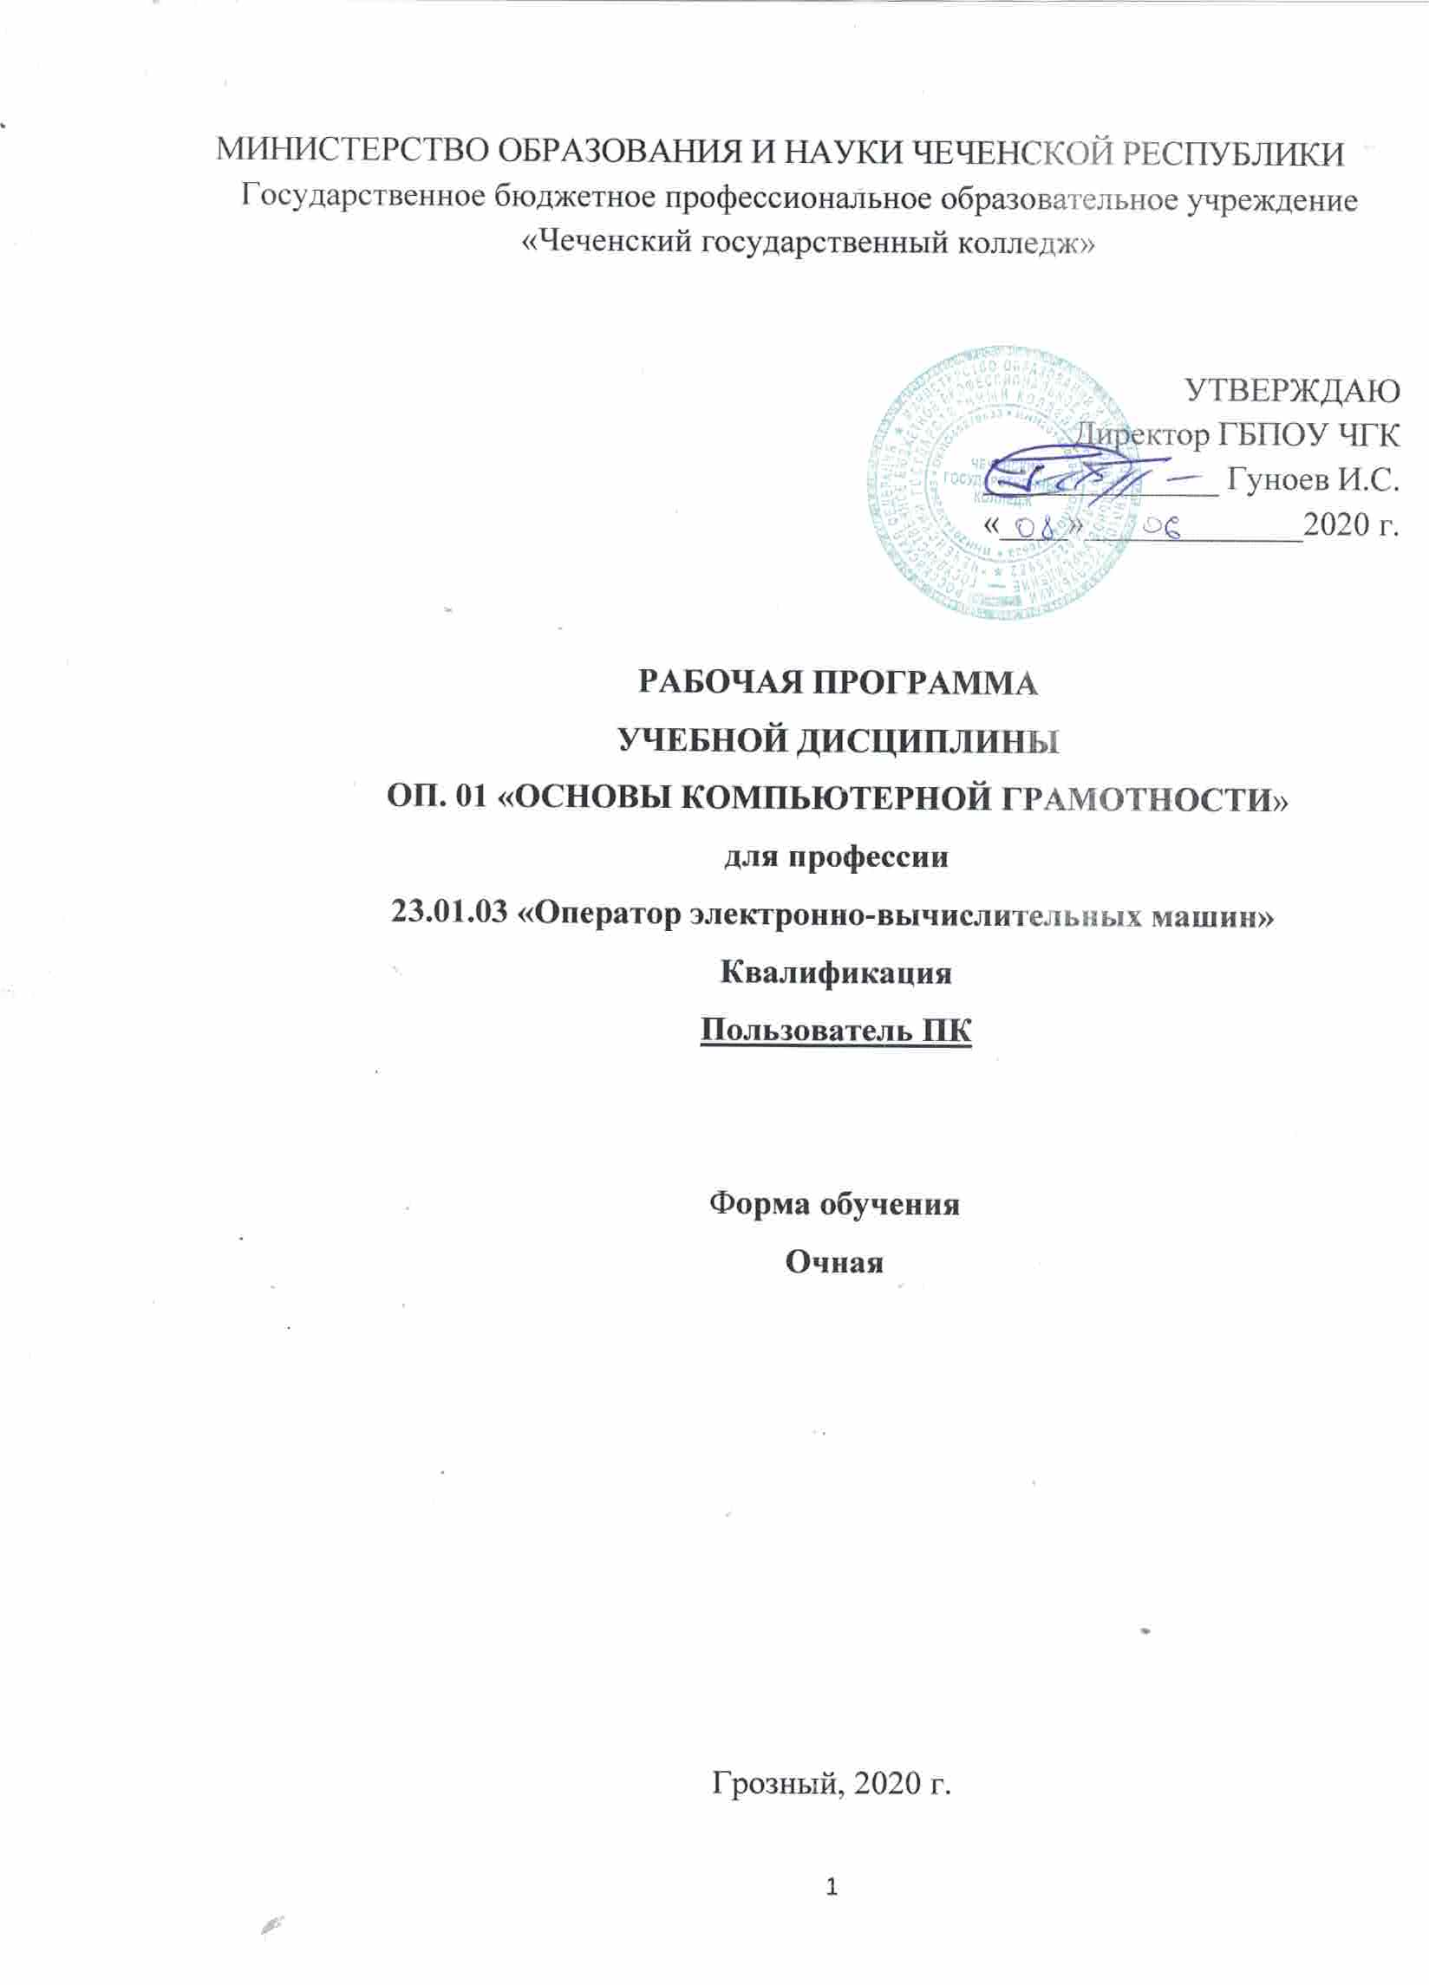 МИНИСТЕРСТВО ОБРАЗОВАНИЯ И НАУКИ ЧЕЧЕНСКОЙ РЕСПУБЛИКИ
Государственное бюджетное профессиональное образовательное учреждение
«Чеченский государственный колледж»
УТВЕРЖДАЮ
Директор ГБПОУ ЧГК
Гуноев И.С.
«08» 06 2020 г.
РАБОЧАЯ ПРОГРАММА
УЧЕБНОЙ ДИСЦИПЛИНЫ
ОП. 01 «ОСНОВЫ КОМПЬЮТЕРНОЙ ГРАМОТНОСТИ»
для профессии
23.01.03 «Оператор электронно-вычислительных машин»
Квалификация
Пользователь ПК
Форма обучения
Очная
Грозный, 2020 г.
1